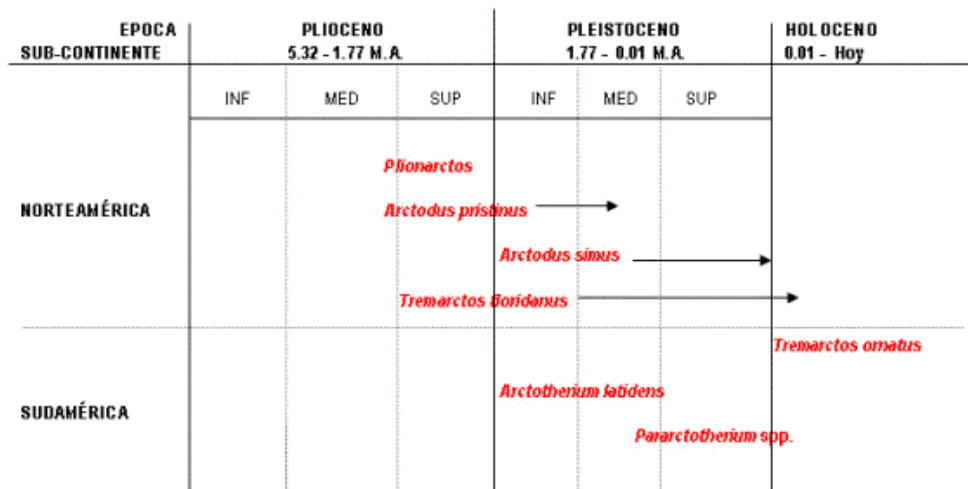 EPOCA PLIOCENO PLEISTOCENO HOLOCENO
SUB-CONTINENTE 5.32 - 1.77 M.A. 1.77 - 0.01 M.A. 0.01 - Hoy
INF MED SUP INF MED SUP
Plionarctos
NORTEAMÉRICA Arctodus pristinus
Arctodus simus
Tremarctos floridanus
Tremarctos ornatus
Arctotherium latidens
SUDAMÉRICA
Pararctotherium spp.